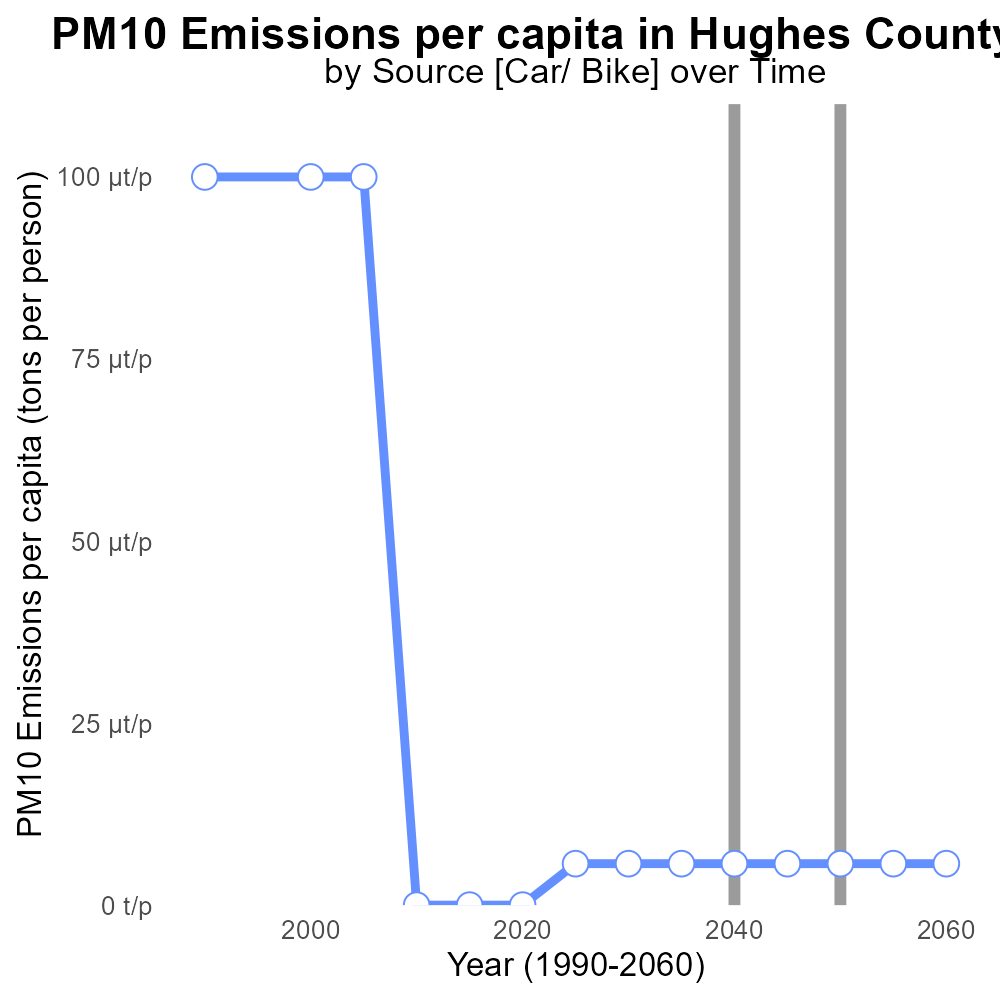 PM10 Emissions per capita in Hughes County
by Source [Car/ Bike] over Time
PM10 Emissions per capita (tons per person)
100 µt/p
75 µt/p
50 µt/p
25 µt/p
0 t/p
2000
2020
2040
2060
Year (1990-2060)